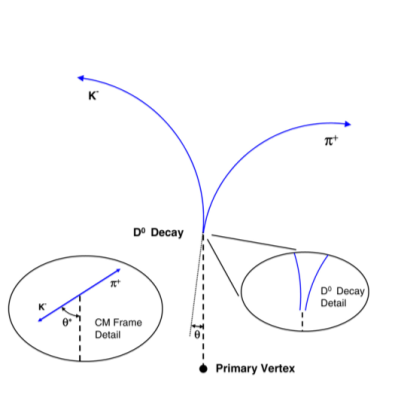 K⁻
π⁺
D⁰ Decay
π⁺
K⁻
θ*
CM Frame
Detail
D⁰ Decay
Detail
θ
Primary Vertex